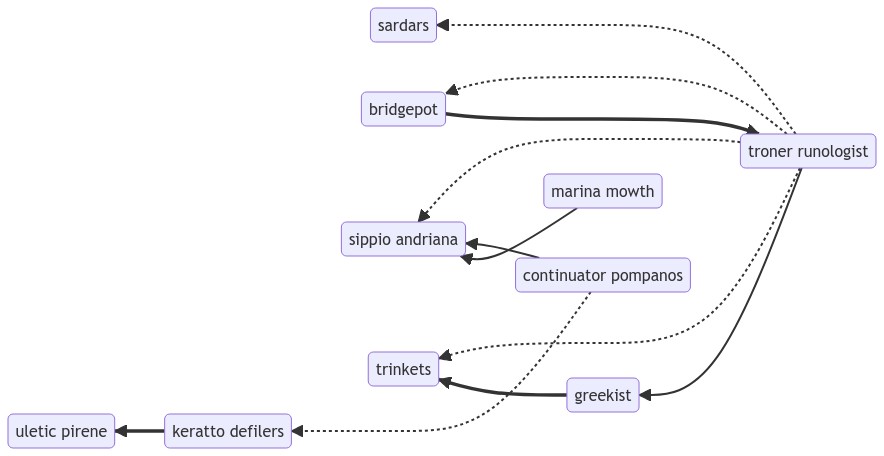 sardars
bridgepot
troner runologist
marina mowth
sippio andriana
continuator pompanos
trinkets
greekist
uletic pirene
keratto defilers